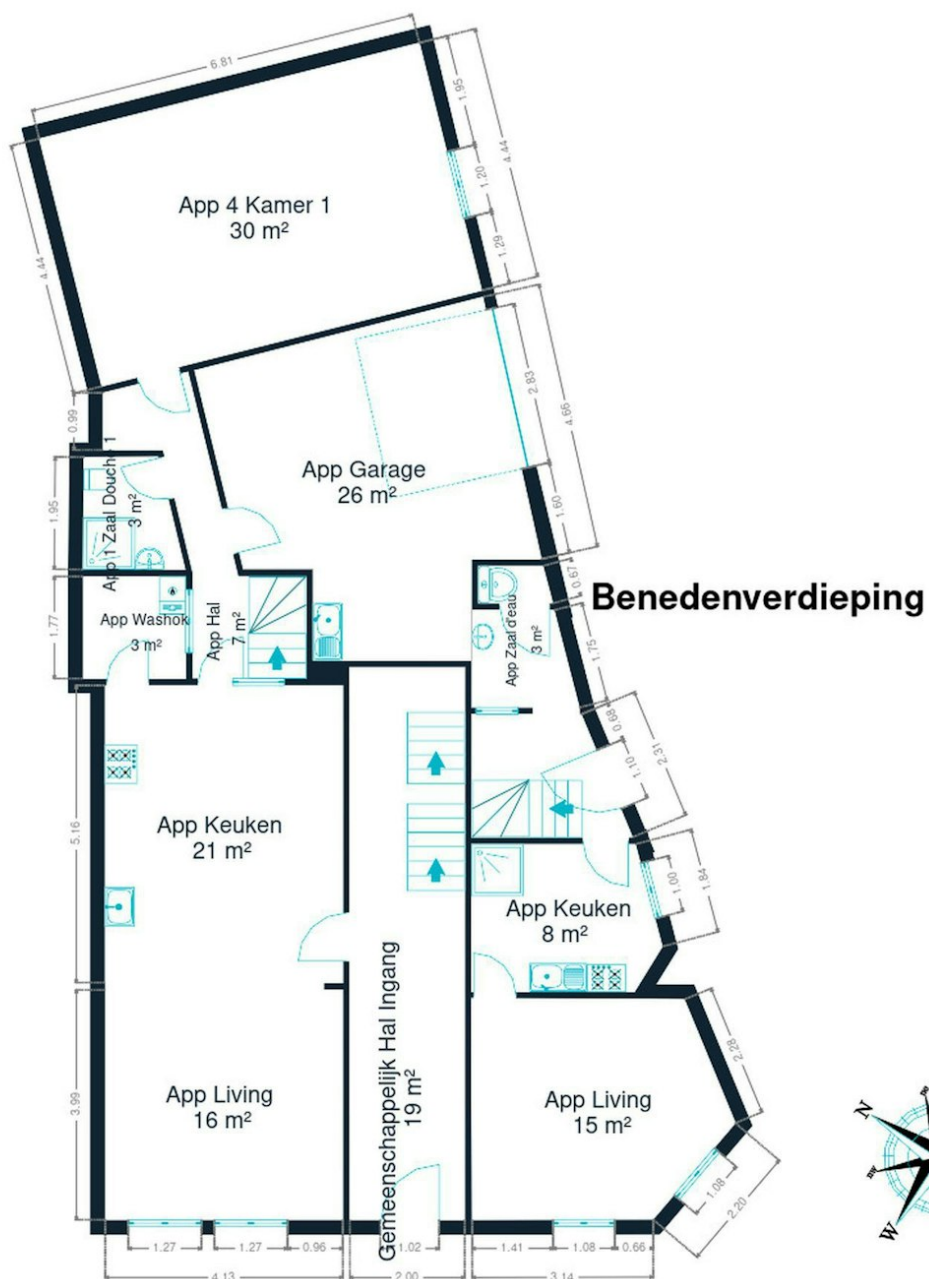 6.81
1.95
4.44
1.20
1.29
4.44
App 4 Kamer 1
30 m²
0.99
2.83
4.66
1.60
App Garage
26 m²
App 1 Zaal Douche 1
3 m²
1.95
App Washok
3 m²
1.77
App Hal
7 m²
App Zaal d'eau
3 m²
0.67
1.75
Benedenverdieping
0.68
1.10
2.31
App Keuken
21 m²
5.16
App Keuken
8 m²
1.00
1.84
Gemeenschappelijk Hal Ingang
19 m²
App Living
16 m²
3.99
App Living
15 m²
2.28
1.08
2.20
N
W
1.27
1.27
0.96
1.02
1.41
1.08
0.66
4.13
2.00
3.14